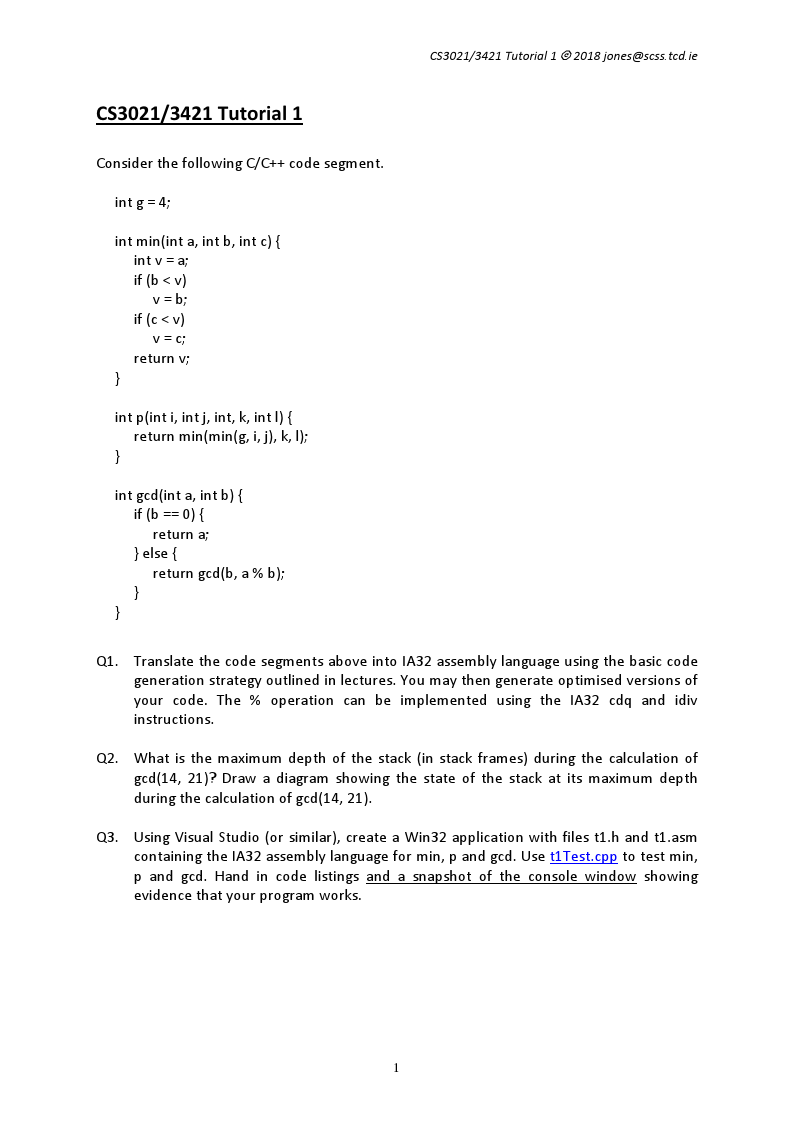 CS3021/3421 Tutorial 1 © 2018 jones@scss.tcd.ie
CS3021/3421 Tutorial 1
Consider the following C/C++ code segment.
int g = 4;
int min(int a, int b, int c) {
int v = a;
if (b < v)
v = b;
if (c < v)
v = c;
return v;
}
int p(int i, int j, int, k, int l) {
return min(min(g, i, j), k, l);
}
int gcd(int a, int b) {
if (b == 0) {
return a;
} else {
return gcd(b, a % b);
}
}
Q1. Translate the code segments above into IA32 assembly language using the basic code
generation strategy outlined in lectures. You may then generate optimised versions of
your code. The % operation can be implemented using the IA32 cdq and idiv
instructions.
Q2. What is the maximum depth of the stack (in stack frames) during the calculation of
gcd(14, 21)? Draw a diagram showing the state of the stack at its maximum depth
during the calculation of gcd(14, 21).
Q3. Using Visual Studio (or similar), create a Win32 application with files t1.h and t1.asm
containing the IA32 assembly language for min, p and gcd. Use t1Test.cpp to test min,
p and gcd. Hand in code listings and a snapshot of the console window showing
evidence that your program works.
1